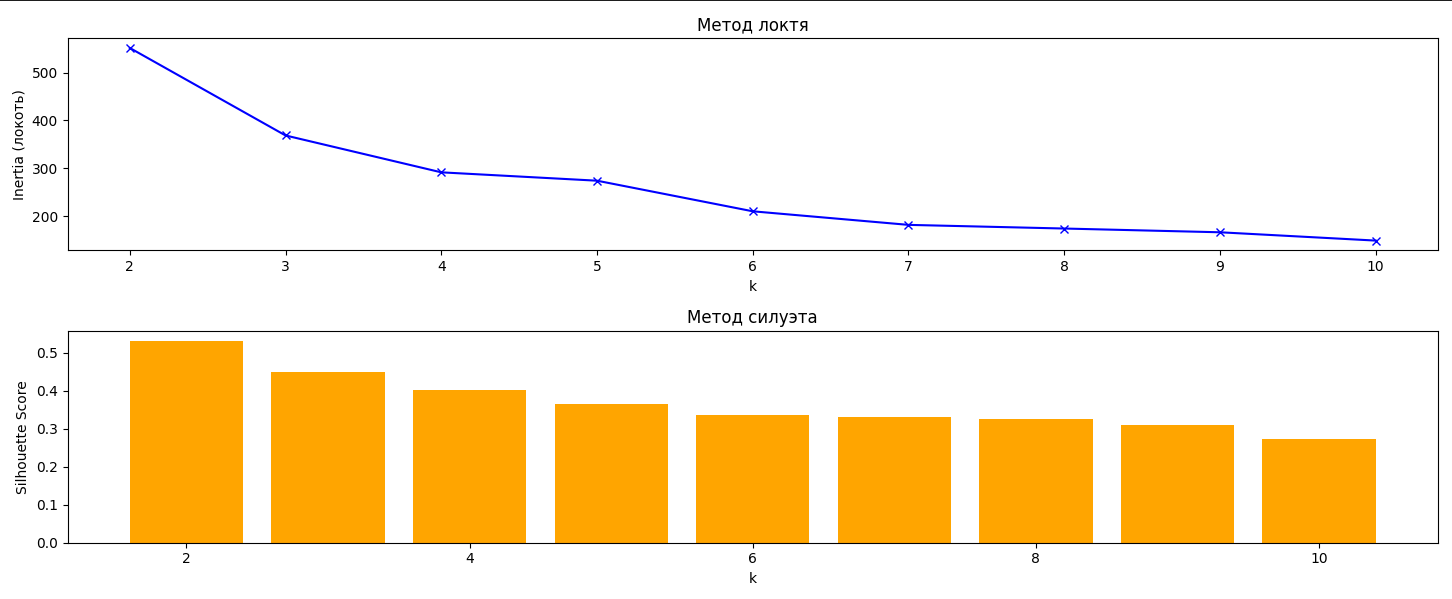 Метод локтя
Inertia (локоть)
500
400
300
200
2 3 4 5 6 7 8 9 10
k
Метод силуэта
Silhouette Score
0.5
0.4
0.3
0.2
0.1
0.0
2 4 6 8 10
k